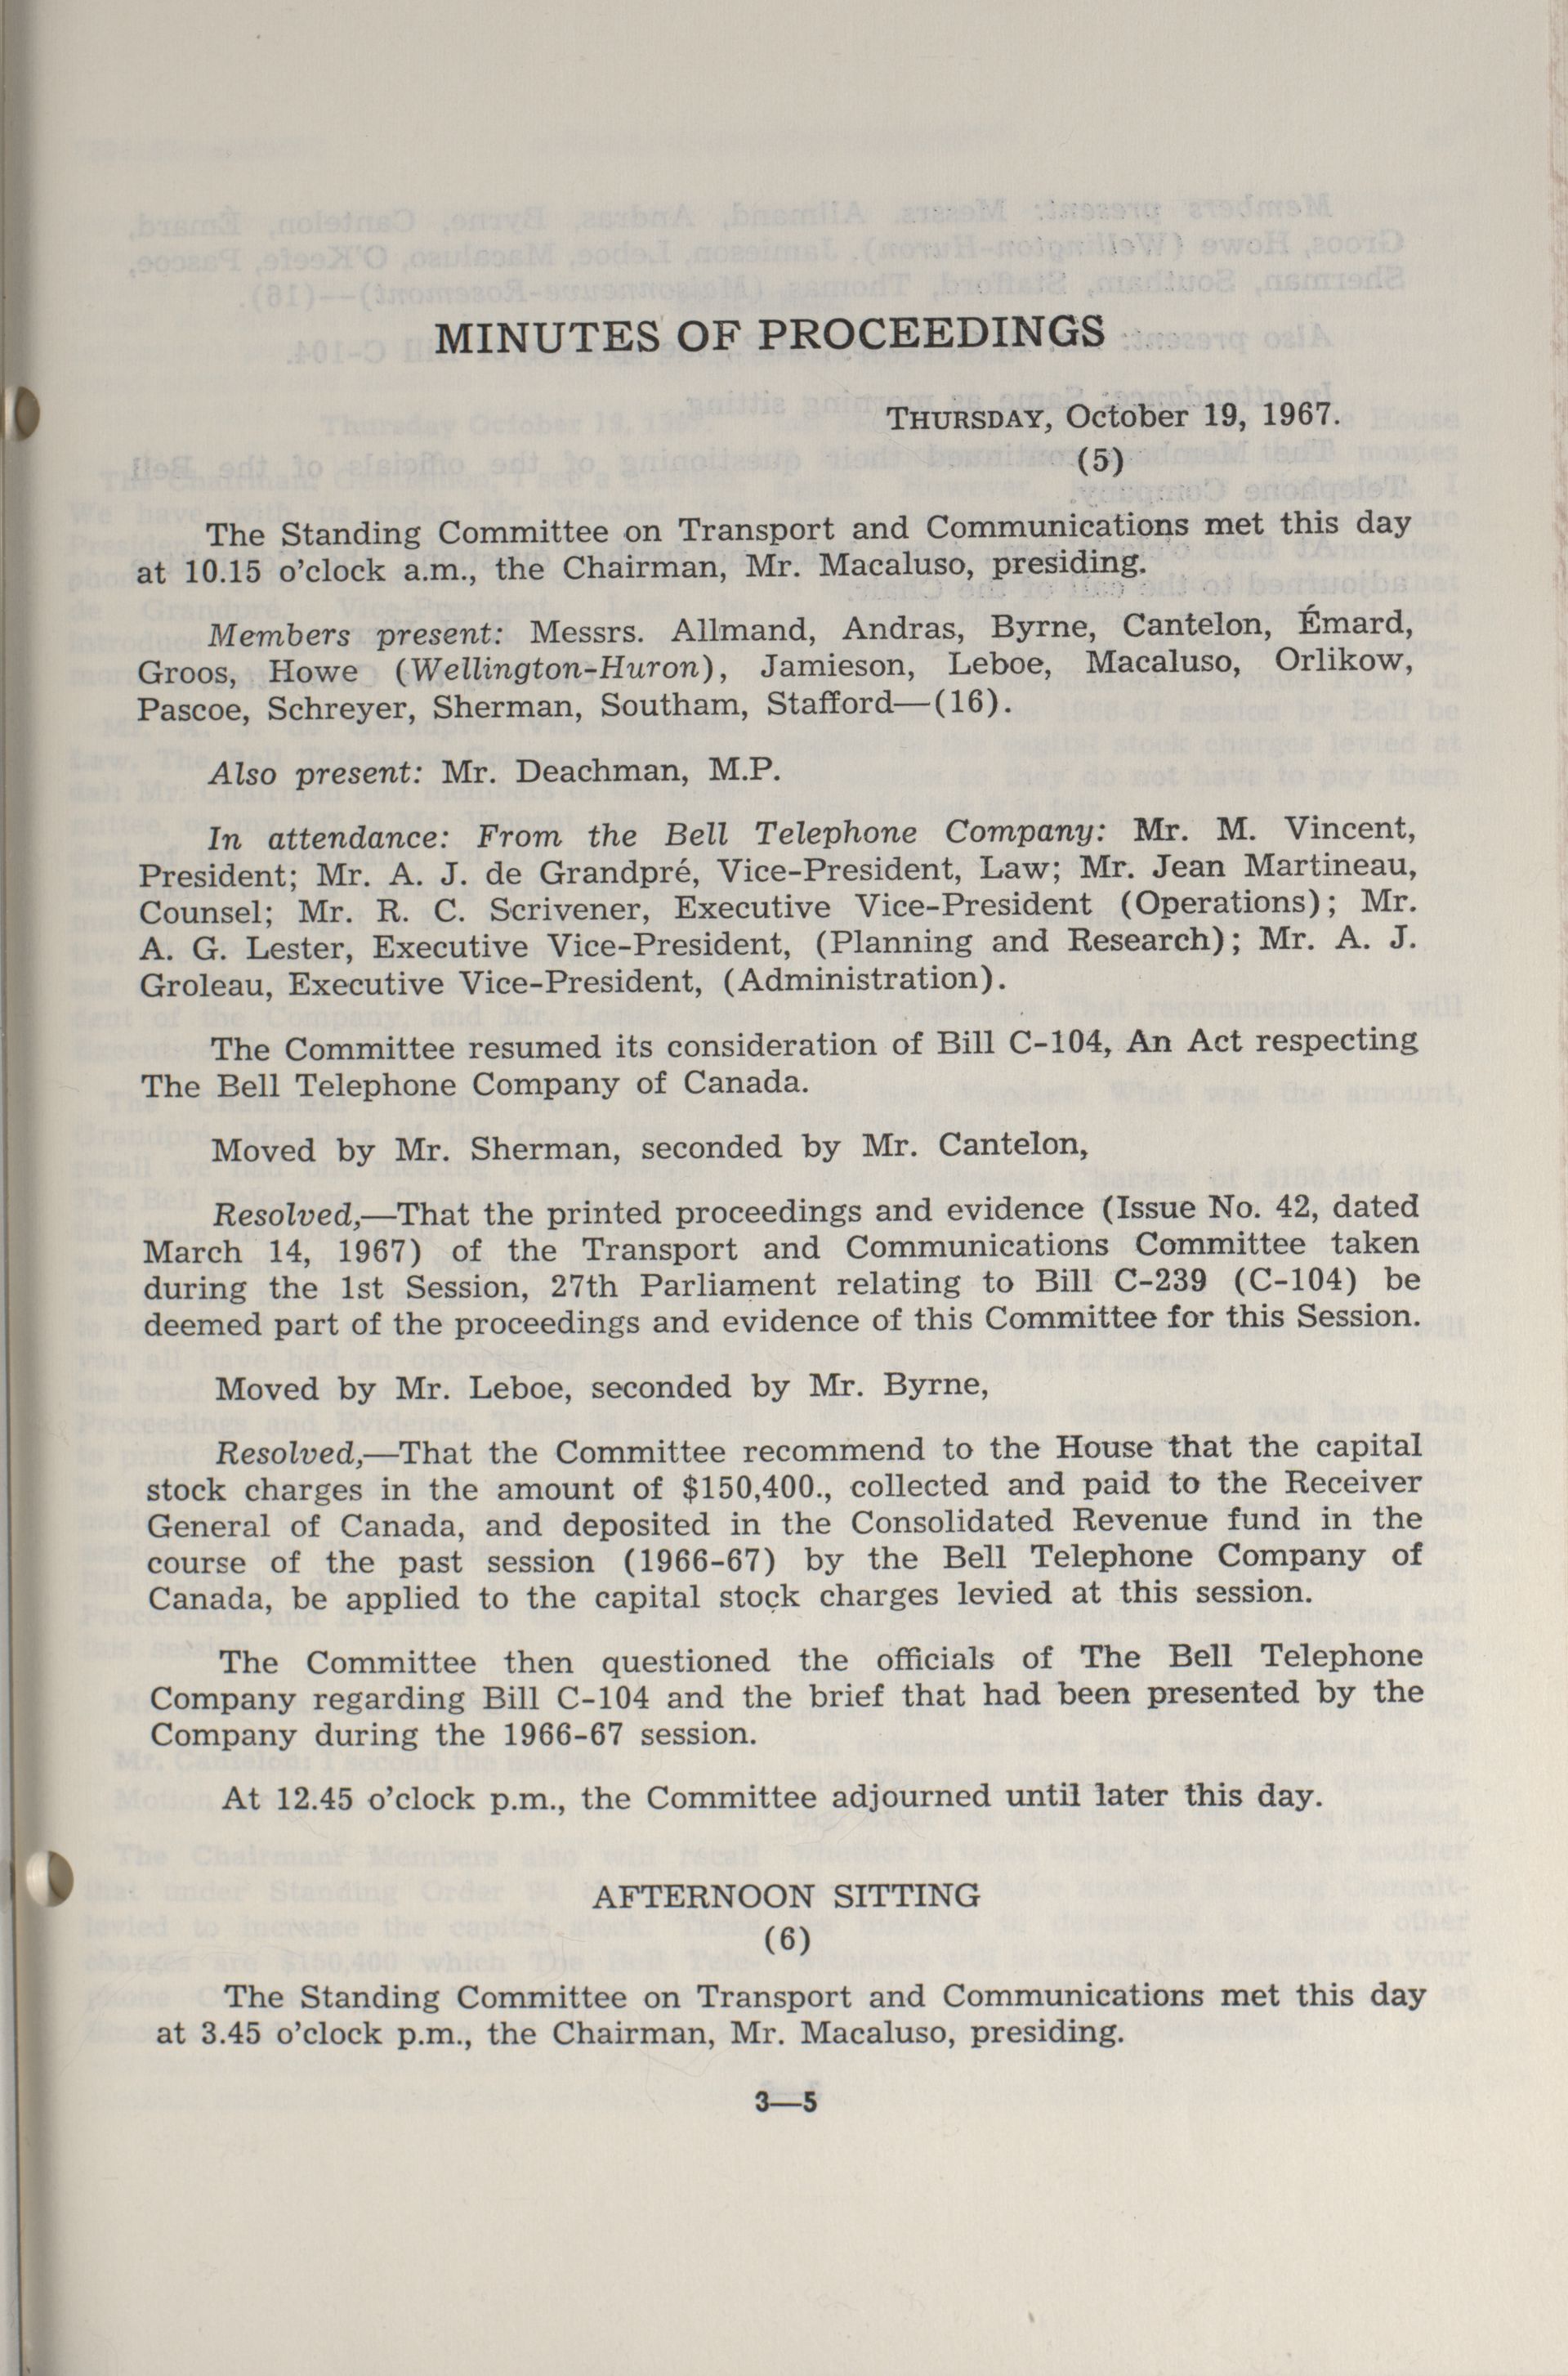 MINUTES OF PROCEEDINGS
THURSDAY, October 19, 1967.
(5)
The Standing Committee on Transport and Communications met this day
at 10.15 o'clock a.m., the Chairman, Mr. Macaluso, presiding.
Members present: Messrs. Allmand, Andras, Byrne, Cantelon, Émard,
Groos, Howe (Wellington-Huron), Jamieson, Leboe, Macaluso, Orlikow,
Pascoe, Schreyer, Sherman, Southam, Stafford—(16).
Also present: Mr. Deachman, M.P.
In attendance: From the Bell Telephone Company: Mr. M. Vincent,
President; Mr. A. J. de Grandpré, Vice-President, Law; Mr. Jean Martineau,
Counsel; Mr. R. C. Scrivener, Executive Vice-President (Operations); Mr.
A. G. Lester, Executive Vice-President, (Planning and Research); Mr. A. J.
Groleau, Executive Vice-President, (Administration).
The Committee resumed its consideration of Bill C-104, An Act respecting
The Bell Telephone Company of Canada.
Moved by Mr. Sherman, seconded by Mr. Cantelon,
Resolved,—That the printed proceedings and evidence (Issue No. 42, dated
March 14, 1967) of the Transport and Communications Committee taken
during the 1st Session, 27th Parliament relating to Bill C-239 (C-104) be
deemed part of the proceedings and evidence of this Committee for this Session.
Moved by Mr. Leboe, seconded by Mr. Byrne,
Resolved,—That the Committee recommend to the House that the capital
stock charges in the amount of $150,400., collected and paid to the Receiver
General of Canada, and deposited in the Consolidated Revenue fund in the
course of the past session (1966-67) by the Bell Telephone Company of
Canada, be applied to the capital stock charges levied at this session.
The Committee then questioned the officials of The Bell Telephone
Company regarding Bill C-104 and the brief that had been presented by the
Company during the 1966-67 session.
At 12.45 o'clock p.m., the Committee adjourned until later this day.
AFTERNOON SITTING
(6)
The Standing Committee on Transport and Communications met this day
at 3.45 o'clock p.m., the Chairman, Mr. Macaluso, presiding.
3—5